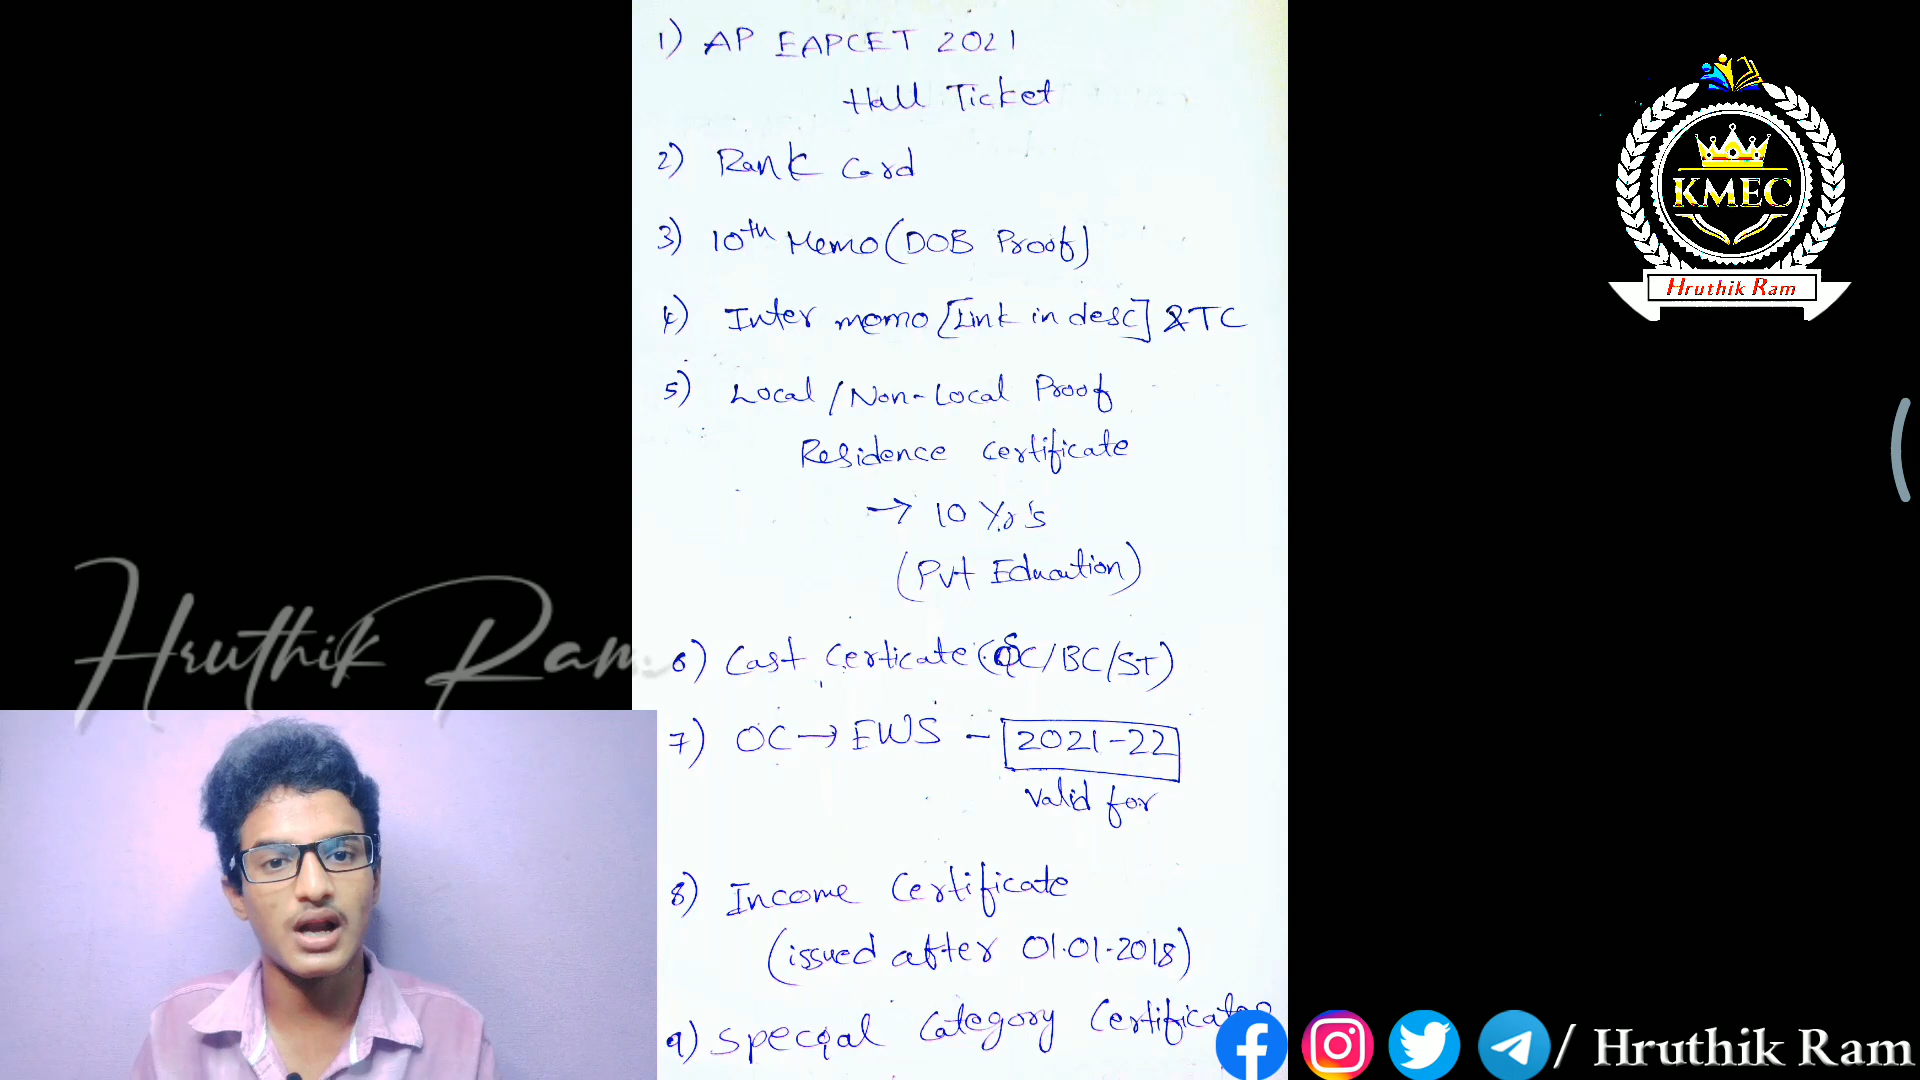 1) AP EAPCET 2021
Hall Ticket
2) Rank Card
3) 10th Memo (DOB Proof)
4) Inter memo [Link in desc] & TC
5) Local / Non-Local Proof
Residence Certificate
→ 10 Yr's
(Pvt Education)
6) Cast Certicate (SC/BC/ST)
7) OC → EWS - 2021-22
Valid for
8) Income Certificate
(issued after 01.01.2018)
9) Specqal Category Certificates
KMEC
Hruthik Ram
Hruthik Ram
/ Hruthik Ram